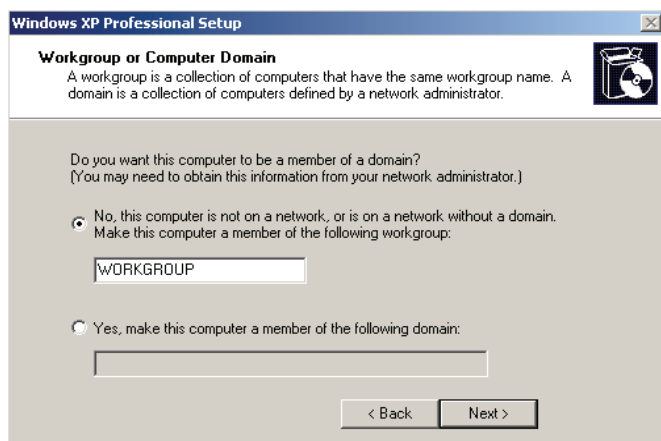 Windows XP Professional Setup
Workgroup or Computer Domain
A workgroup is a collection of computers that have the same workgroup name. A
domain is a collection of computers defined by a network administrator.
Do you want this computer to be a member of a domain?
(You may need to obtain this information from your network administrator.)
No, this computer is not on a network, or is on a network without a domain.
Make this computer a member of the following workgroup:
WORKGROUP
Yes, make this computer a member of the following domain:
< Back Next >